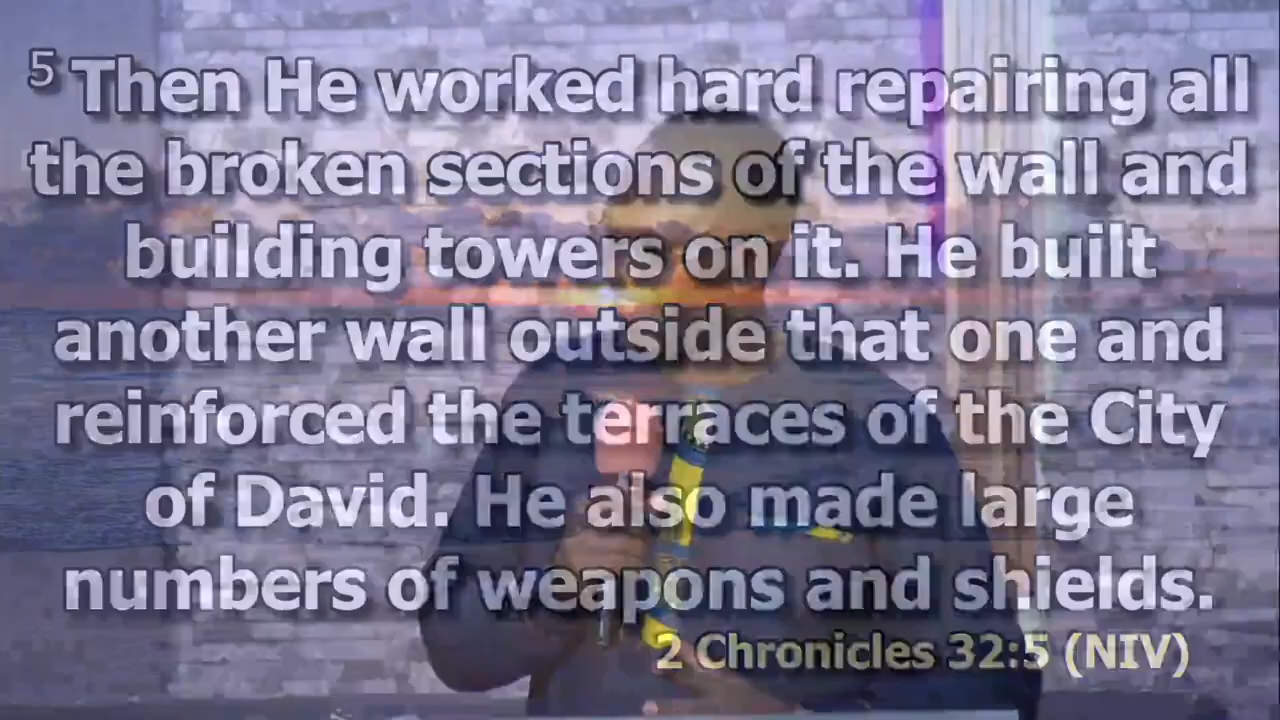 5 Then He worked hard repairing all
the broken sections of the wall and
building towers on it. He built
another wall outside that one and
reinforced the terraces of the City
of David. He also made large
numbers of weapons and shields.
2 Chronicles 32:5 (NIV)